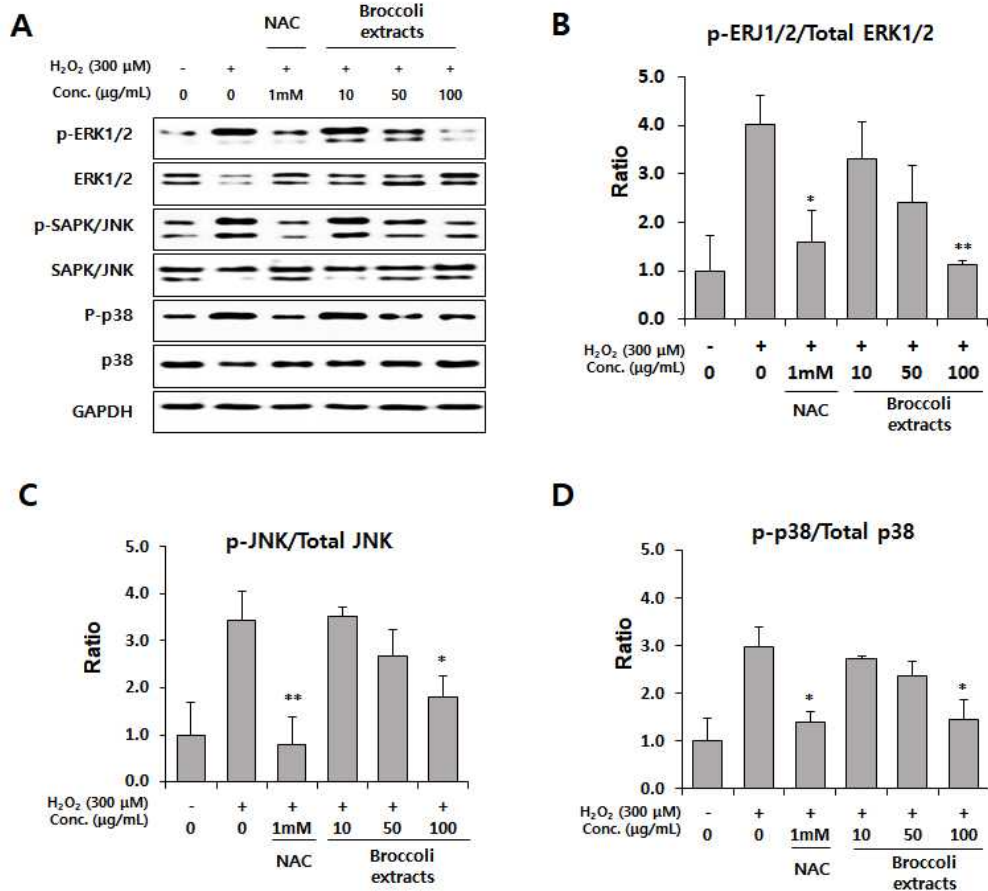 A
NAC
Broccoli
extracts
H₂O₂ (300 μM) - + + + + +
Conc. (μg/mL) 0 0 1mM 10 50 100
p-ERK1/2
ERK1/2
p-SAPK/JNK
SAPK/JNK
P-p38
p38
GAPDH
B
p-ERJ1/2/Total ERK1/2
Ratio
5.0
4.0
3.0
2.0
1.0
0.0
*
**
H₂O₂ (300 μM) - + + + + +
Conc. (μg/mL) 0 0 1mM 10 50 100
NAC Broccoli
extracts
C
p-JNK/Total JNK
Ratio
5.0
4.0
3.0
2.0
1.0
0.0
**
*
H₂O₂ (300 μM) - + + + + +
Conc. (μg/mL) 0 0 1mM 10 50 100
NAC Broccoli
extracts
D
p-p38/Total p38
Ratio
5.0
4.0
3.0
2.0
1.0
0.0
*
*
H₂O₂ (300 μM) - + + + + +
Conc. (μg/mL) 0 0 1mM 10 50 100
NAC Broccoli
extracts